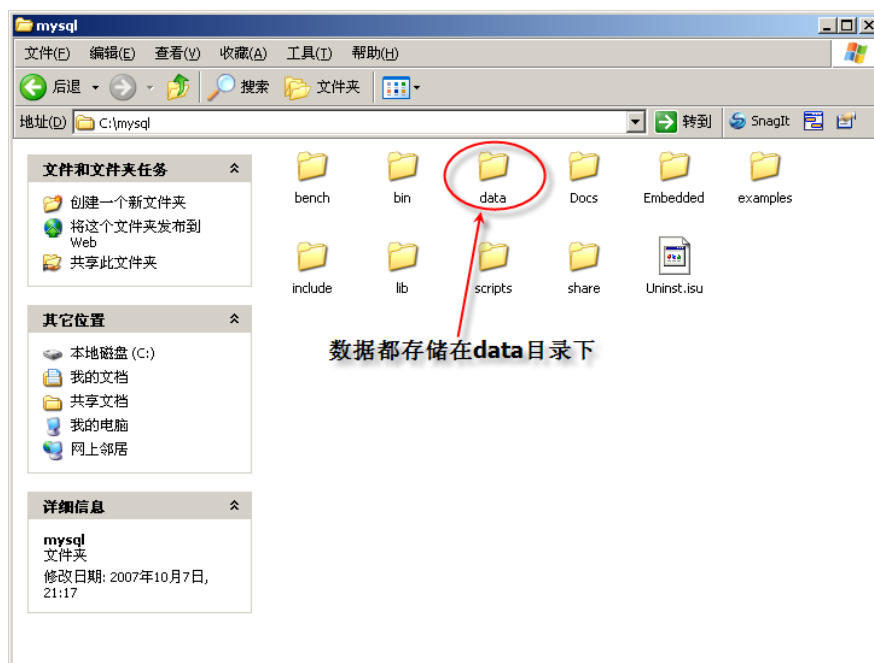 mysql
文件(F) 编辑(E) 查看(V) 收藏(A) 工具(T) 帮助(H)
后退 搜索 文件夹
地址(D) C:\mysql 转到 SnagIt
文件和文件夹任务
创建一个新文件夹
将这个文件夹发布到
Web
共享此文件夹
bench bin data Docs Embedded examples
include lib scripts share Uninst.isu
数据都存储在data目录下
其它位置
本地磁盘 (C:)
我的文档
共享文档
我的电脑
网上邻居
详细信息
mysql
文件夹
修改日期: 2007年10月7日,
21:17